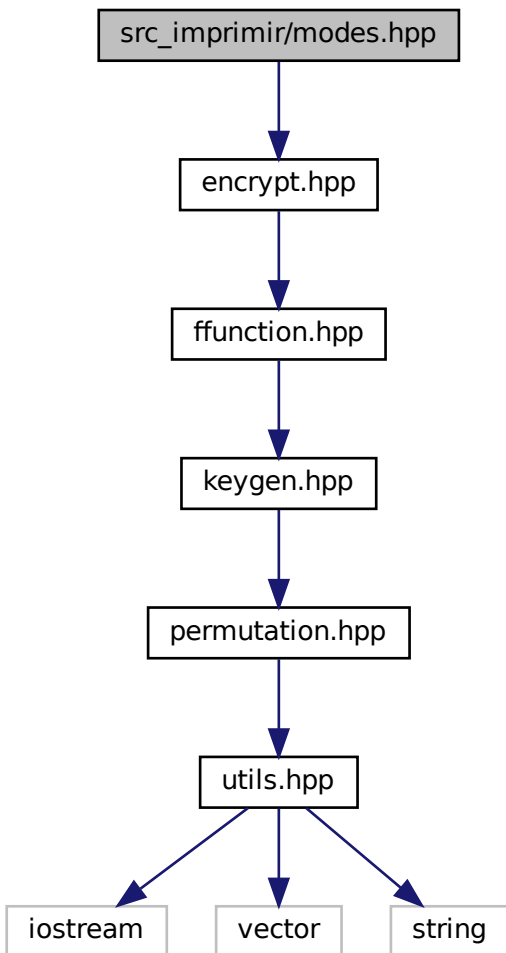 src_imprimir/modes.hpp
encrypt.hpp
ffunction.hpp
keygen.hpp
permutation.hpp
utils.hpp
iostream
vector
string